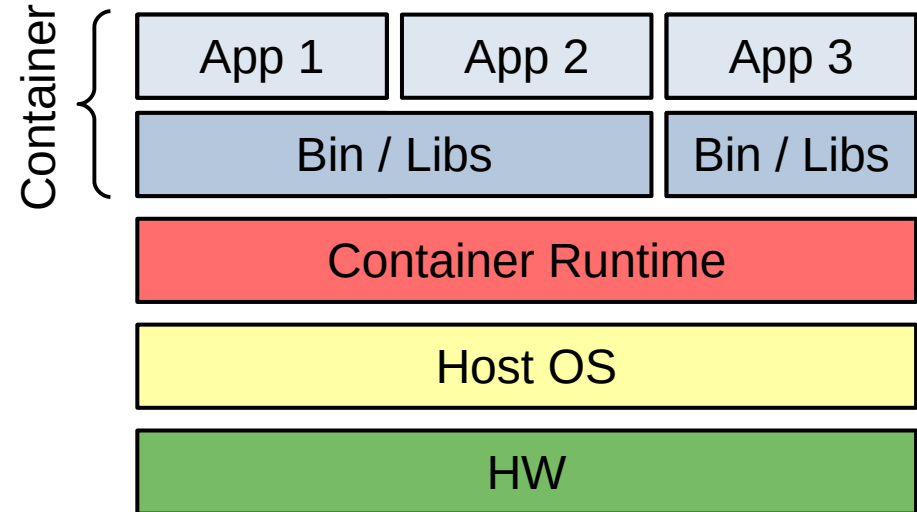 Container
App 1
App 2
App 3
Bin / Libs
Bin / Libs
Container Runtime
Host OS
HW